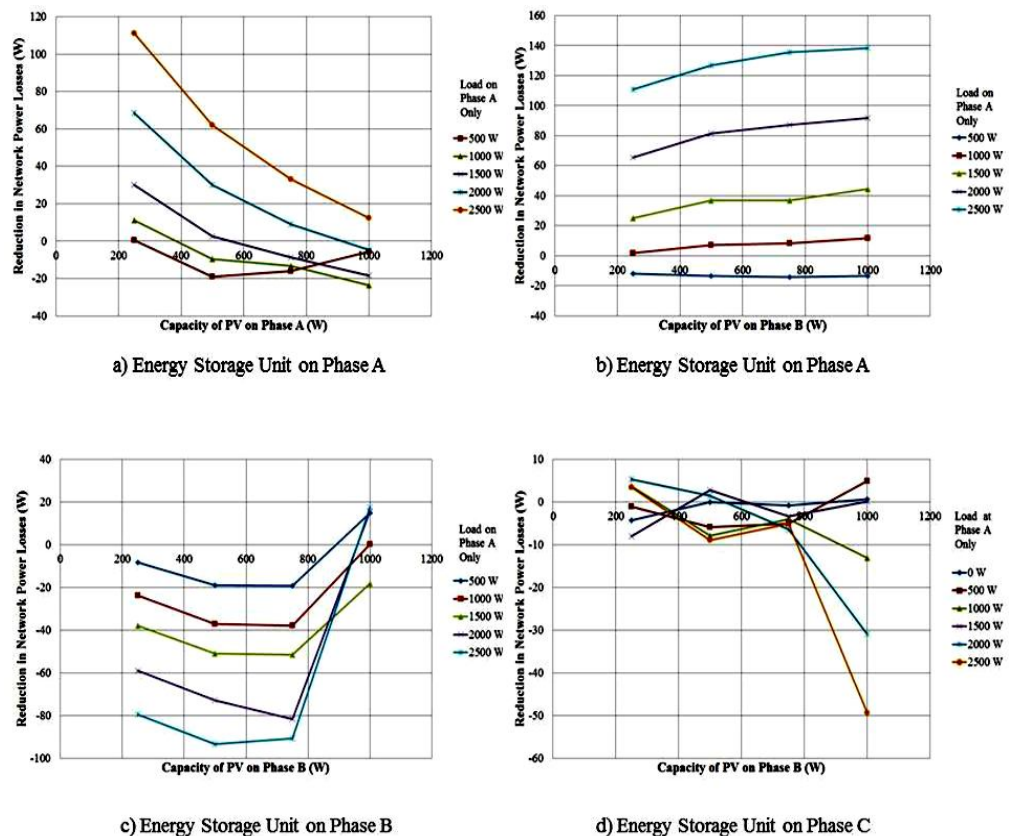 120
100
80
60
40
20
0
-20
-40
0
200
400
600
800
1000
1200
Reduction in Network Power Losses (W)
Capacity of PV on Phase A (W)
Load on
Phase A
Only
500 W
1000 W
1500 W
2000 W
2500 W
a) Energy Storage Unit on Phase A
160
140
120
100
80
60
40
20
0
-20
-40
0
200
400
600
800
1000
1200
Reduction in Network Power Losses (W)
Capacity of PV on Phase B (W)
Load on
Phase A
Only
500 W
1000 W
1500 W
2000 W
2500 W
b) Energy Storage Unit on Phase A
40
20
0
-20
-40
-60
-80
-100
0
200
400
600
800
1000
1200
Reduction in Network Power Losses (W)
Capacity of PV on Phase B (W)
Load on
Phase A
Only
500 W
1000 W
1500 W
2000 W
2500 W
c) Energy Storage Unit on Phase B
10
0
-10
-20
-30
-40
-50
-60
0
200
400
600
800
1000
1200
Reduction in Network Power Losses (W)
Capacity of PV on Phase B (W)
Load at
Phase A
Only
0 W
500 W
1000 W
1500 W
2000 W
2500 W
d) Energy Storage Unit on Phase C